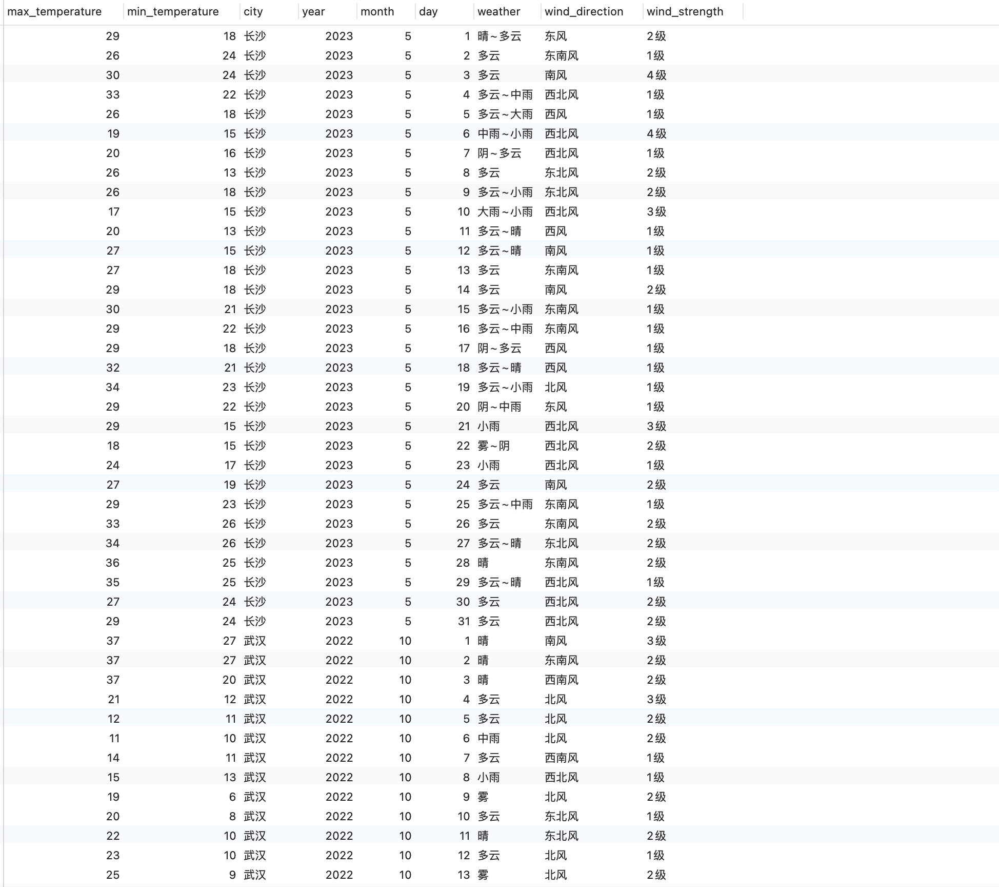 max_temperature min_temperature city year month day weather wind_direction wind_strength
29 18 长沙 2023 5 1 晴~多云 东风 2级
26 24 长沙 2023 5 2 多云 东南风 1级
30 24 长沙 2023 5 3 多云 南风 4级
33 22 长沙 2023 5 4 多云~中雨 西北风 1级
26 18 长沙 2023 5 5 多云~大雨 西风 1级
19 15 长沙 2023 5 6 中雨~小雨 西北风 4级
20 16 长沙 2023 5 7 阴~多云 西北风 1级
26 13 长沙 2023 5 8 多云 东北风 2级
26 18 长沙 2023 5 9 多云~小雨 东北风 2级
17 15 长沙 2023 5 10 大雨~小雨 西北风 3级
20 13 长沙 2023 5 11 多云~晴 西风 1级
27 15 长沙 2023 5 12 多云~晴 南风 1级
27 18 长沙 2023 5 13 多云 东南风 1级
29 18 长沙 2023 5 14 多云 南风 2级
30 21 长沙 2023 5 15 多云~小雨 东南风 1级
29 22 长沙 2023 5 16 多云~中雨 东南风 1级
29 18 长沙 2023 5 17 阴~多云 西风 1级
32 21 长沙 2023 5 18 多云~晴 西风 1级
34 23 长沙 2023 5 19 多云~小雨 北风 1级
29 22 长沙 2023 5 20 阴~中雨 东风 1级
29 15 长沙 2023 5 21 小雨 西北风 3级
18 15 长沙 2023 5 22 雾~阴 西北风 2级
24 17 长沙 2023 5 23 小雨 西北风 1级
27 19 长沙 2023 5 24 多云 南风 2级
29 23 长沙 2023 5 25 多云~中雨 东南风 1级
33 26 长沙 2023 5 26 多云 东南风 2级
34 26 长沙 2023 5 27 多云~晴 东北风 2级
36 25 长沙 2023 5 28 晴 东南风 2级
35 25 长沙 2023 5 29 多云~晴 西北风 1级
27 24 长沙 2023 5 30 多云 西北风 2级
29 24 长沙 2023 5 31 多云 西北风 2级
37 27 武汉 2022 10 1 晴 南风 3级
37 27 武汉 2022 10 2 晴 东南风 2级
37 20 武汉 2022 10 3 晴 西南风 2级
21 12 武汉 2022 10 4 多云 北风 3级
12 11 武汉 2022 10 5 多云 北风 2级
11 10 武汉 2022 10 6 中雨 北风 2级
14 11 武汉 2022 10 7 多云 西南风 1级
15 13 武汉 2022 10 8 小雨 西北风 1级
19 6 武汉 2022 10 9 雾 北风 2级
20 8 武汉 2022 10 10 多云 东北风 1级
22 10 武汉 2022 10 11 晴 东北风 2级
23 10 武汉 2022 10 12 多云 北风 1级
25 9 武汉 2022 10 13 雾 北风 2级